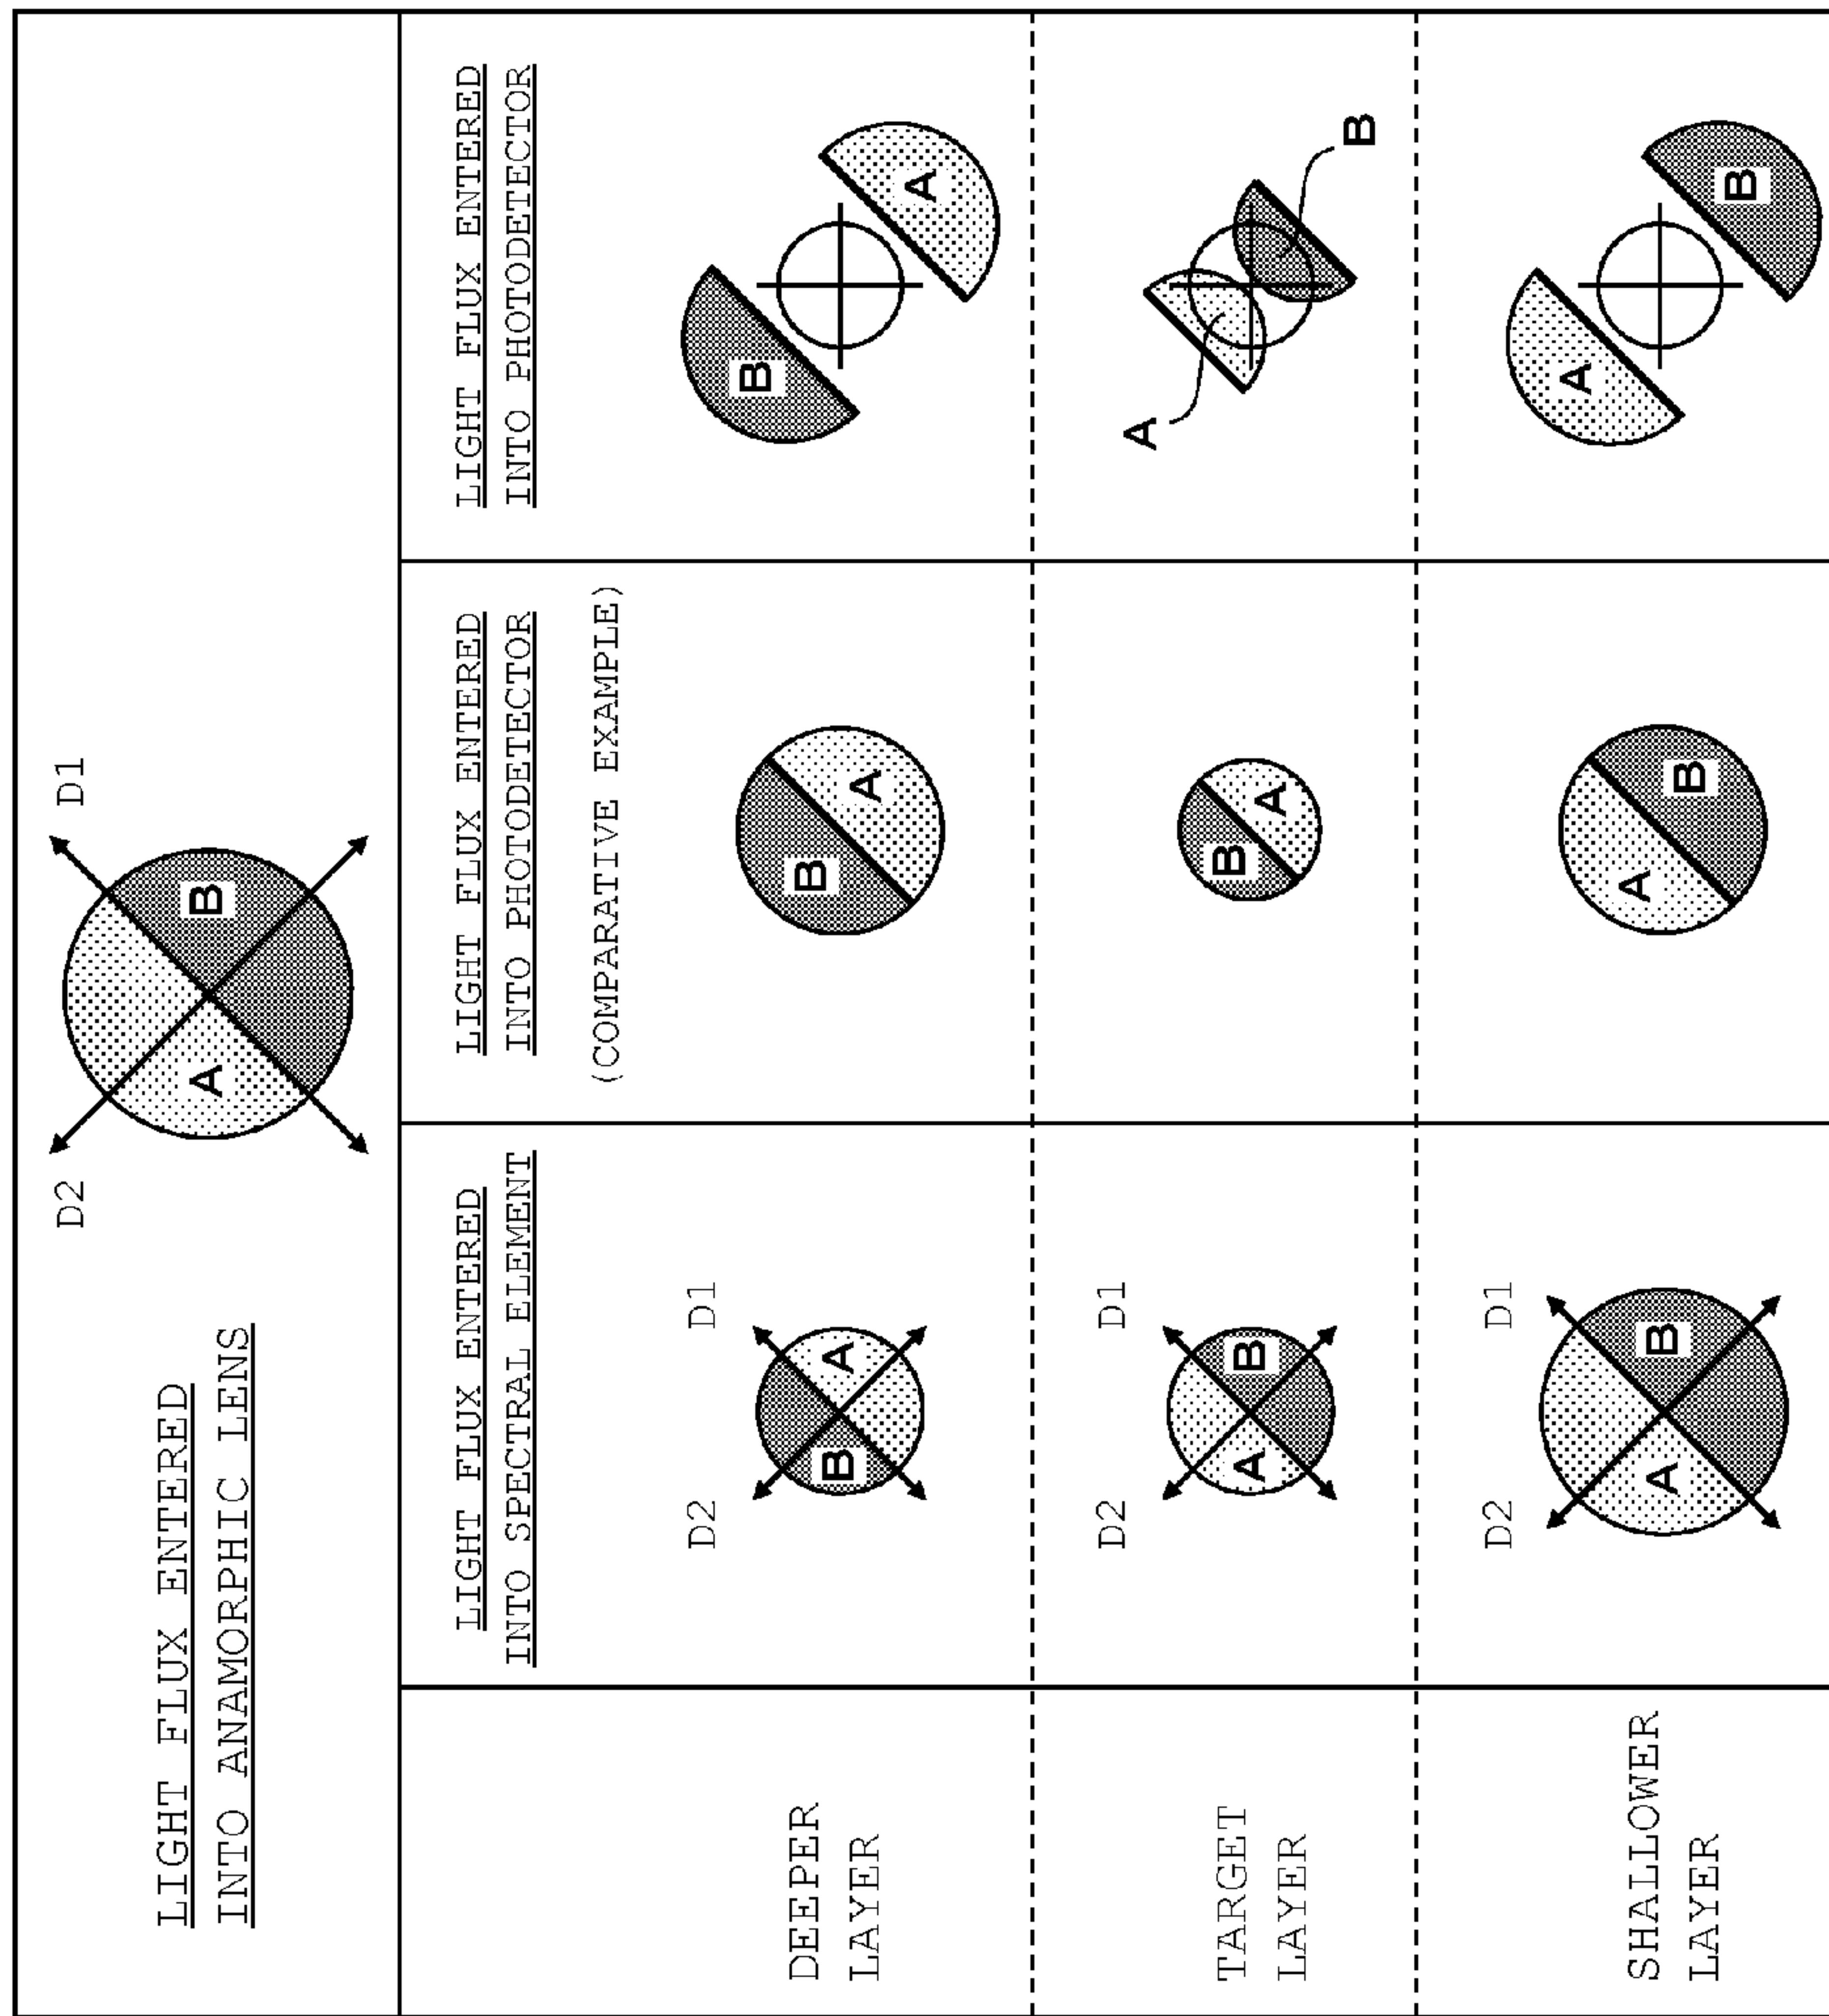 LIGHT FLUX ENTERED
INTO ANAMORPHIC LENS
D2
D1
A
B
LIGHT FLUX ENTERED
INTO SPECTRAL ELEMENT
LIGHT FLUX ENTERED
INTO PHOTODETECTOR
(COMPARATIVE EXAMPLE)
LIGHT FLUX ENTERED
INTO PHOTODETECTOR
DEEPER
LAYER
D2
D1
B
A
B
A
B
A
TARGET
LAYER
D2
D1
A
B
B
A
A
B
SHALLOWER
LAYER
D2
D1
A
B
A
B
A
B